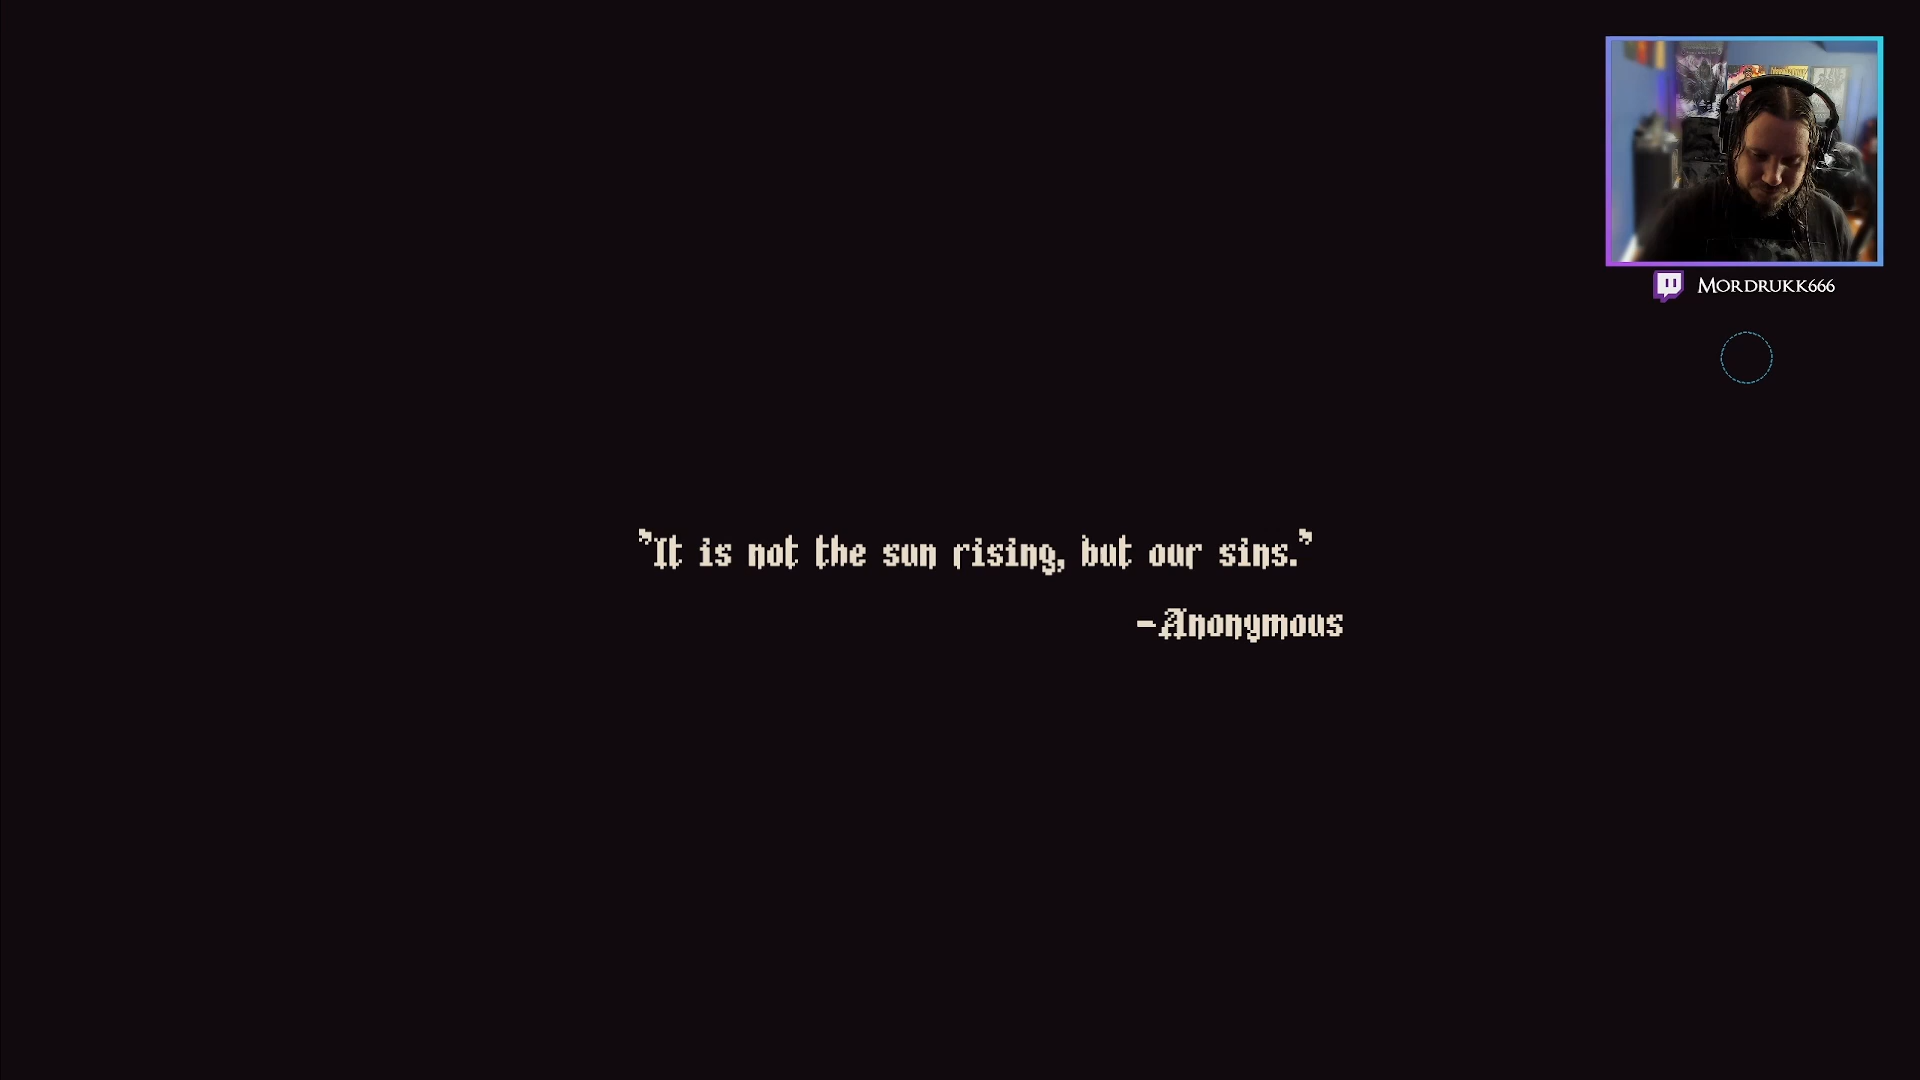 Mordrukk666
"It is not the sun rising, but our sins."
-Anonymous